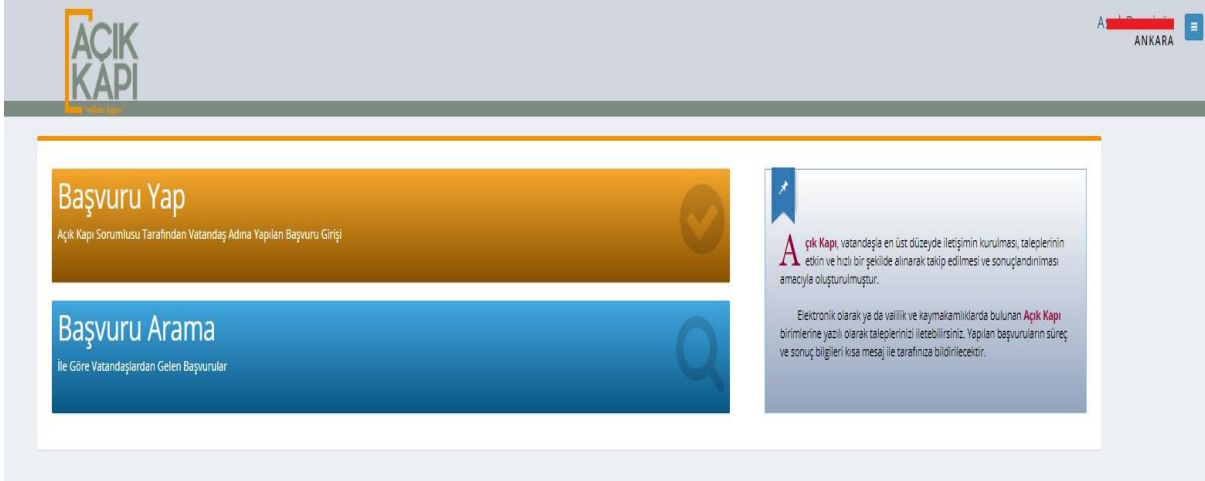 AÇIK
KAPI
ANKARA
Başvuru Yap
Açık Kapı Sorumlusu Tarafından Vatandaş Adına Yapılan Başvuru Girişi
Başvuru Arama
İle Göre Vatandaşlardan Gelen Başvurular
Açık Kapı, vatandaşla en üst düzeyde iletişimin kurulması, taleplerinin
etkin ve hızlı bir şekilde alınarak takip edilmesi ve sonuçlandırılması
amacıyla oluşturulmuştur.
Elektronik olarak ya da valilik ve kaymakamlıklarda bulunan Açık Kapı
birimlerine yazılı olarak taleplerinizi iletebilirsiniz. Yapılan başvuruların süreç
ve sonuç bilgileri kısa mesaj ile tarafınıza bildirilecektir.